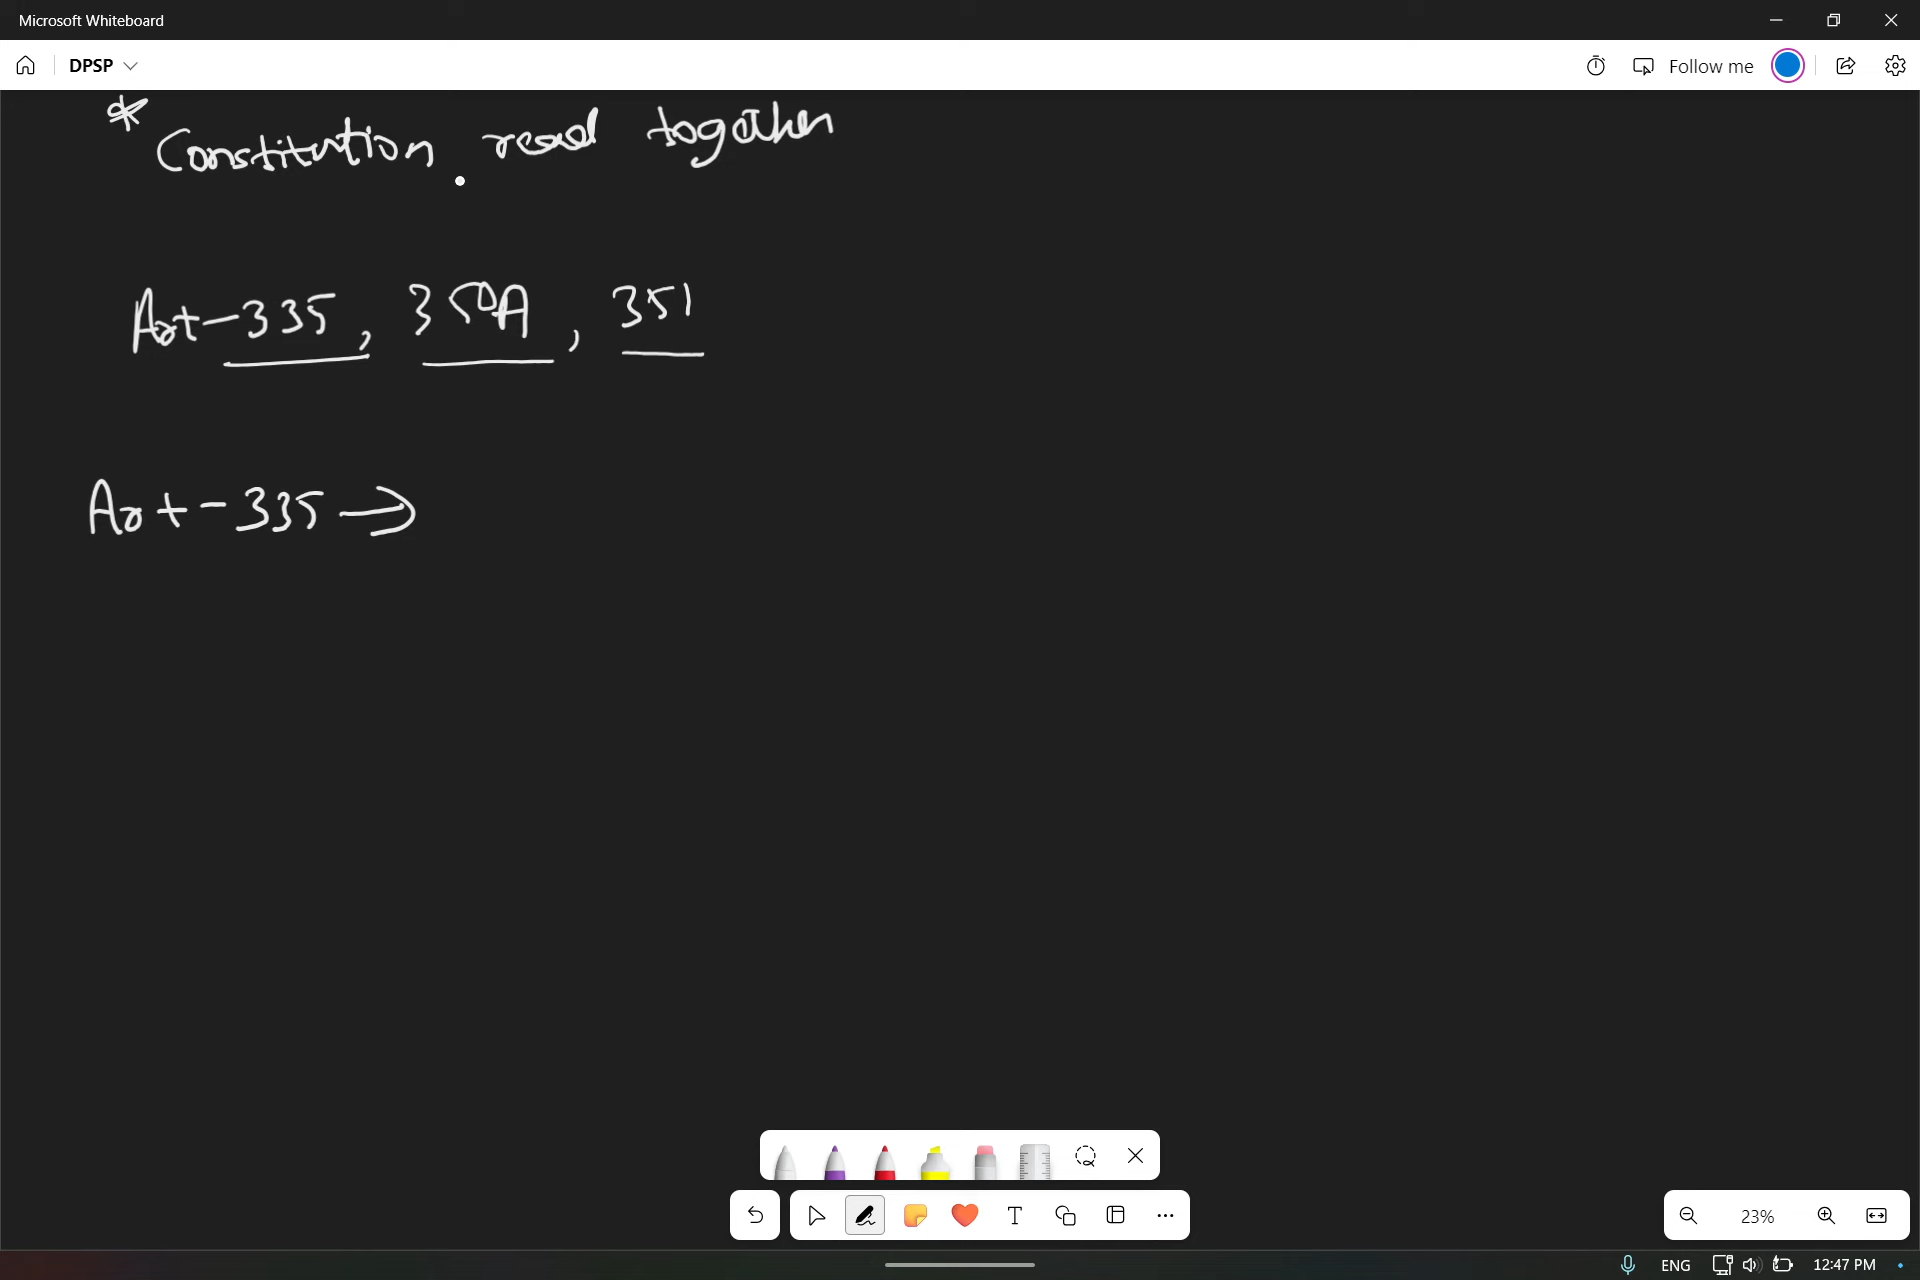 Microsoft Whiteboard
DPSP
Follow me
* Constitution read together
Art-335, 350A, 351
Art-335 →
23%
ENG
12:47 PM